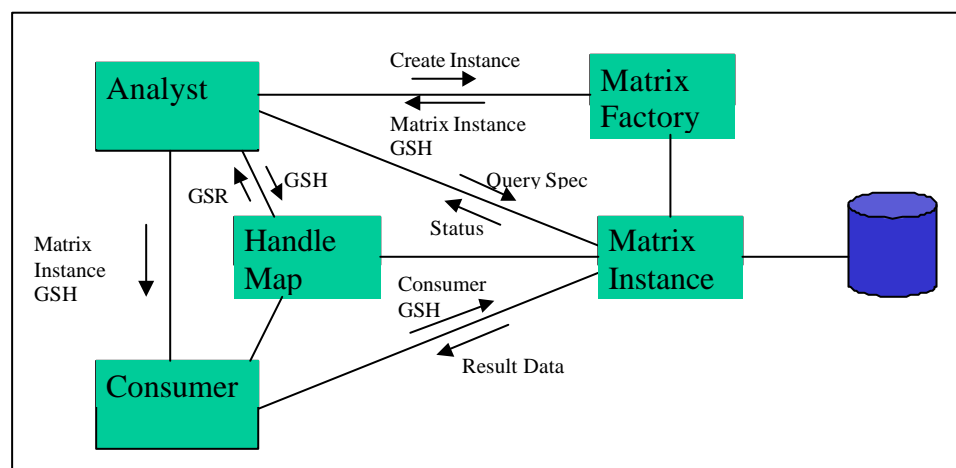 Create Instance
Analyst
Matrix
Factory
Matrix Instance
GSH
GSH
GSR
Query Spec
Status
Matrix
Instance
GSH
Handle
Map
Matrix
Instance
Consumer
GSH
Result Data
Consumer